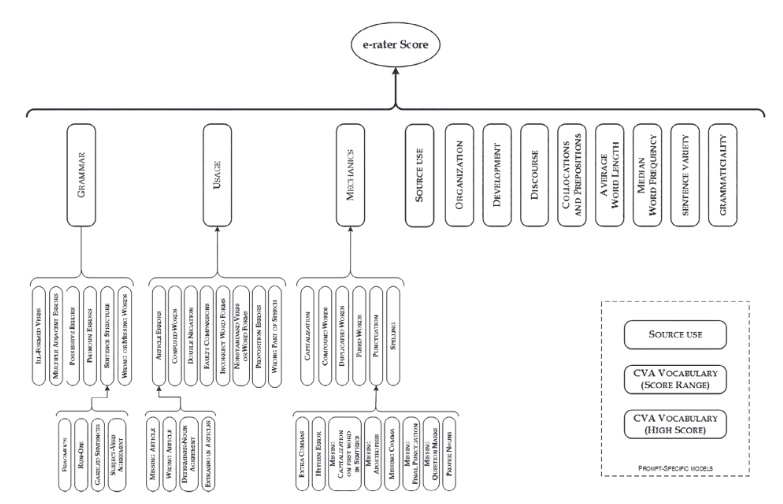 e-rater Score
GRAMMAR
USAGE
MECHANICS
SOURCE USE
ORGANIZATION
DEVELOPMENT
DISCOURSE
COLLOCATIONS
AND PREPOSITIONS
AVERAGE
WORD LENGTH
MEDIAN
WORD FREQUENCY
SENTENCE VARIETY
GRAMMATICIALITY
ILL-FORMED VERBS
MULTIPLE ADJACENT ERRORS
POSSESSIVE ERRORS
PRONOUN ERRORS
SENTENCE STRUCTURE
WRONG OR MISSING WORDS
ARTICLE ERRORS
CONFUSED WORDS
DOUBLE NEGATION
FAULTY COMPARISONS
INCORRECT WORD FORMS
NONSTANDARD VERBS
OR WORD FORMS
PREPOSITION ERRORS
WRONG PART OF SPEECH
CAPITALIZATION
COMPOUND WORDS
DUPLICATED WORDS
FUSED WORDS
PUNCTUATION
SPELLING
FRAGMENTS
RUN-ONS
GARBLED SENTENCES
SUBJECT-VERB
AGREEMENT
MISSING ARTICLE
WRONG ARTICLE
DETERMINER-NOUN
AGREEMENT
EXTRANEOUS ARTICLES
EXTRA COMMAS
HYPHEN ERROR
MISSING
CAPITALIZATION
ON FIRST WORD
IN SENTENCE
MISSING
APOSTROPHES
MISSING COMMA
MISSING
FINAL PUNCTUATION
MISSING
QUESTION MARKS
PROPER NOUNS
SOURCE USE
CVA VOCABULARY
(SCORE RANGE)
CVA VOCABULARY
(HIGH SCORE)
PROMPT-SPECIFIC MODELS